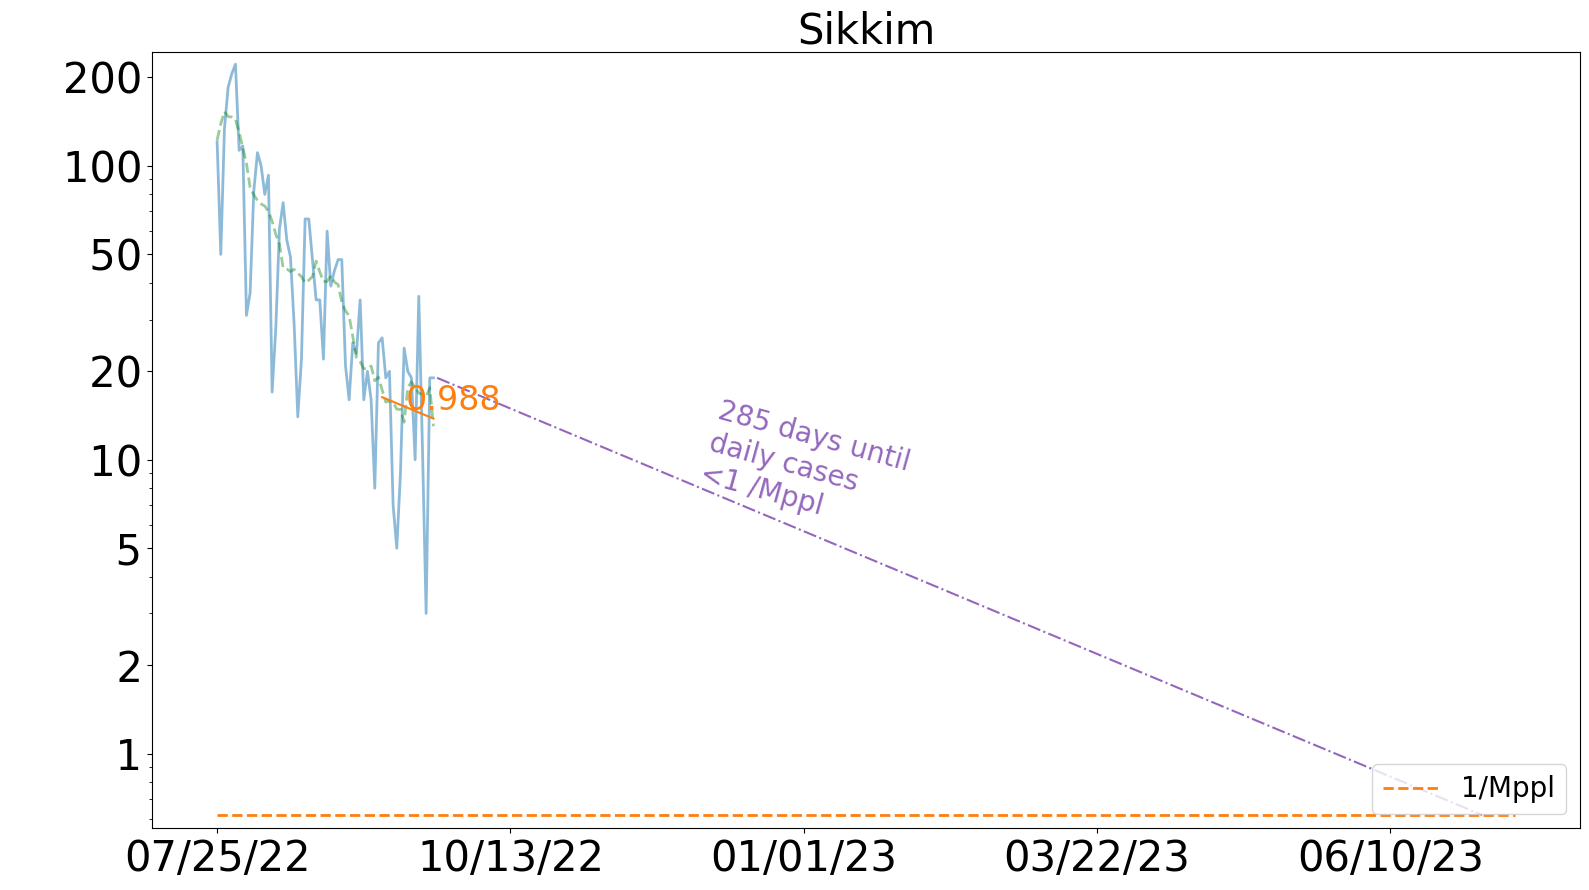 Sikkim
200
100
50
20
10
5
2
1
0.988
285 days until
daily cases
<1 /Mppl
1/Mppl
07/25/22
10/13/22
01/01/23
03/22/23
06/10/23